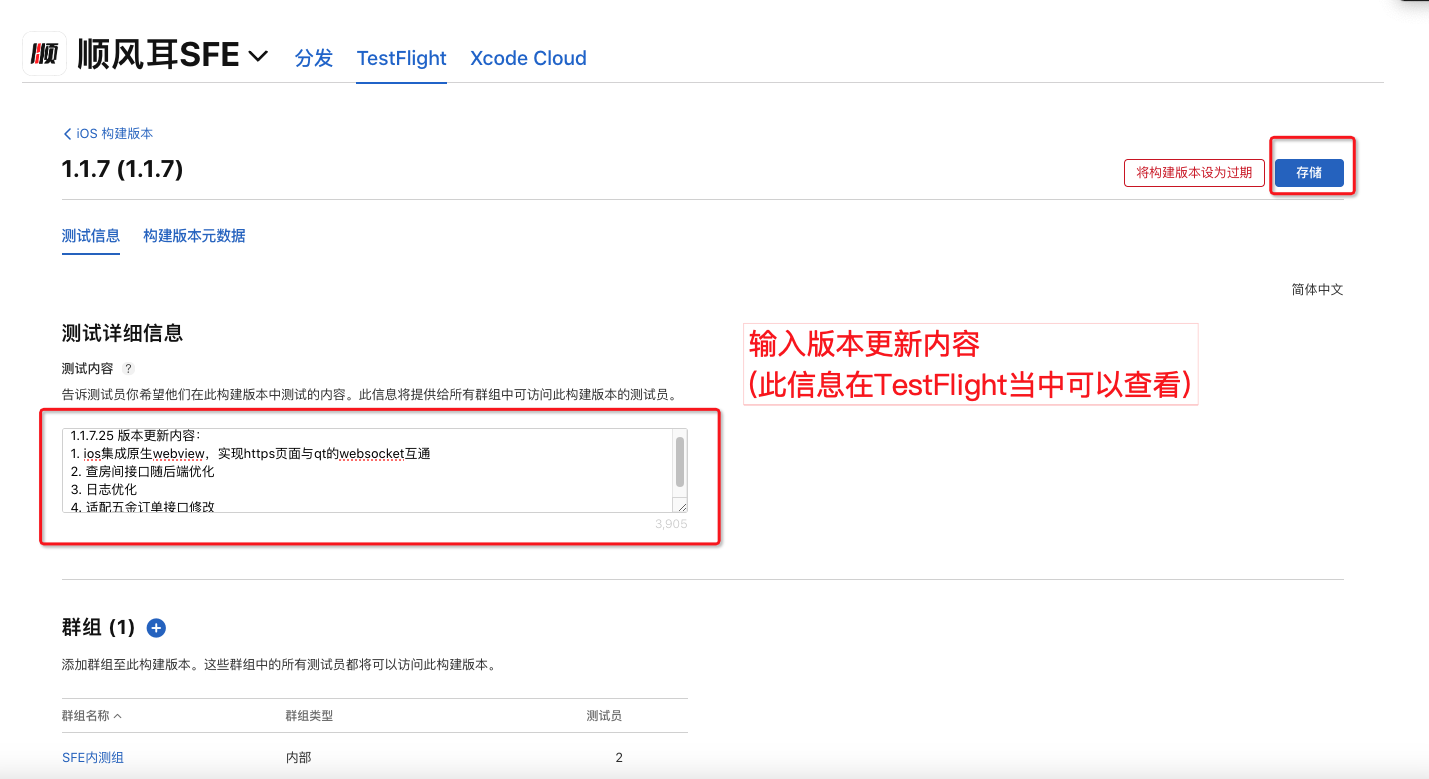 顺
顺风耳SFE 分发 TestFlight Xcode Cloud
iOS 构建版本
1.1.7 (1.1.7)
将构建版本设为过期 存储
测试信息 构建版本元数据
简体中文
测试详细信息
测试内容 ?
告诉测试员你希望他们在此构建版本中测试的内容。此信息将提供给所有群组中可访问此构建版本的测试员。
输入版本更新内容
(此信息在TestFlight当中可以查看)
1.1.7.25 版本更新内容：
1. ios集成原生webview，实现https页面与qt的websocket互通
2. 查房间接口随后端优化
3. 日志优化
4. 适配五金订单接口修改
3,905
群组 (1)
添加群组至此构建版本。这些群组中的所有测试员都将可以访问此构建版本。
群组名称 群组类型 测试员
SFE内测组 内部 2